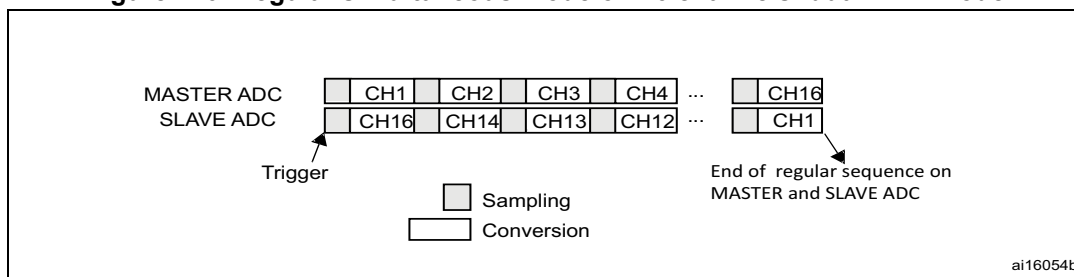 MASTER ADC CH1 CH2 CH3 CH4 ... CH16
SLAVE ADC CH16 CH14 CH13 CH12 ... CH1
Trigger
End of regular sequence on
MASTER and SLAVE ADC
Sampling
Conversion
ai16054b